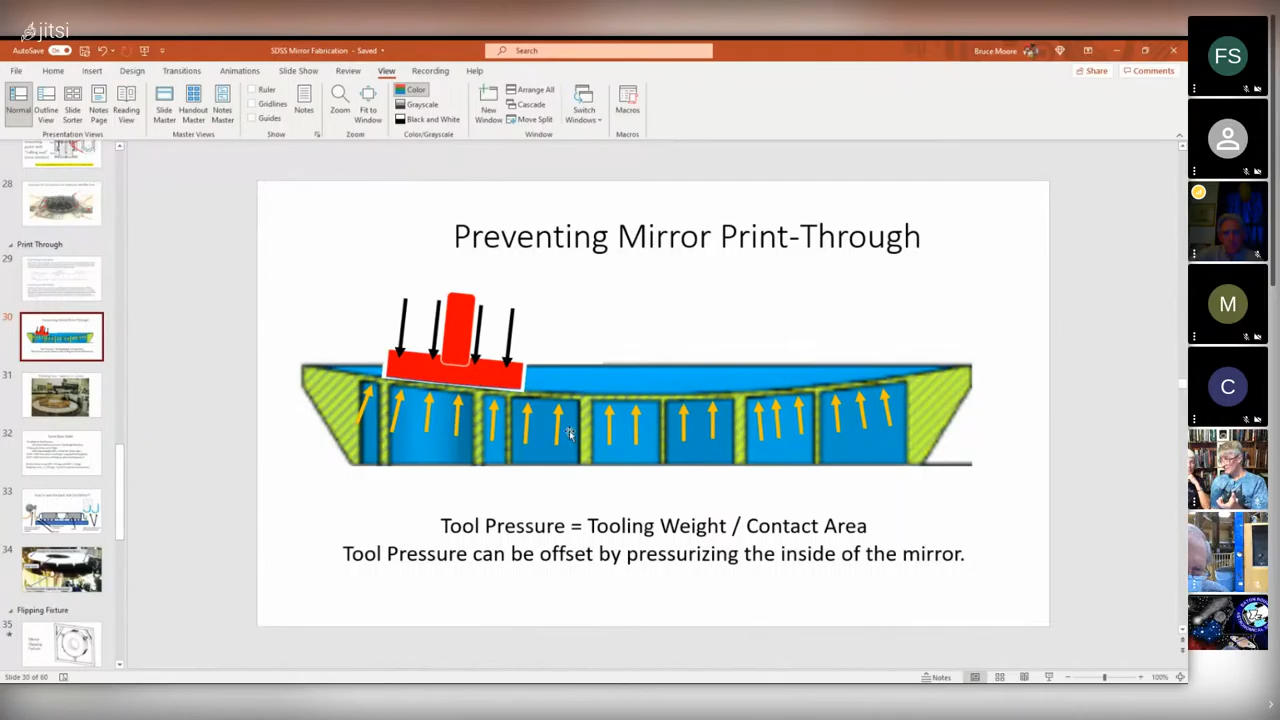 jitsi
AutoSave On
SDSS Mirror Fabrication - Saved
Search
Bruce Moore
File Home Insert Design Transitions Animations Slide Show Review View Recording Help
Share Comments
Normal Outline View Slide Sorter Notes Page Reading View
Presentation Views
Slide Master Handout Master Notes Master
Master Views
Ruler
Gridlines
Guides
Notes
Show
Zoom Fit to Window
Zoom
Color
Grayscale
Black and White
Color/Grayscale
New Window
Arrange All
Cascade
Move Split
Switch Windows
Window
Macros
Macros
28
Print Through
29
30
31
32
33
34
Flipping Fixture
35
Preventing Mirror Print-Through
Tool Pressure = Tooling Weight / Contact Area
Tool Pressure can be offset by pressurizing the inside of the mirror.
Slide 30 of 60
Notes
100%
FS
M
C